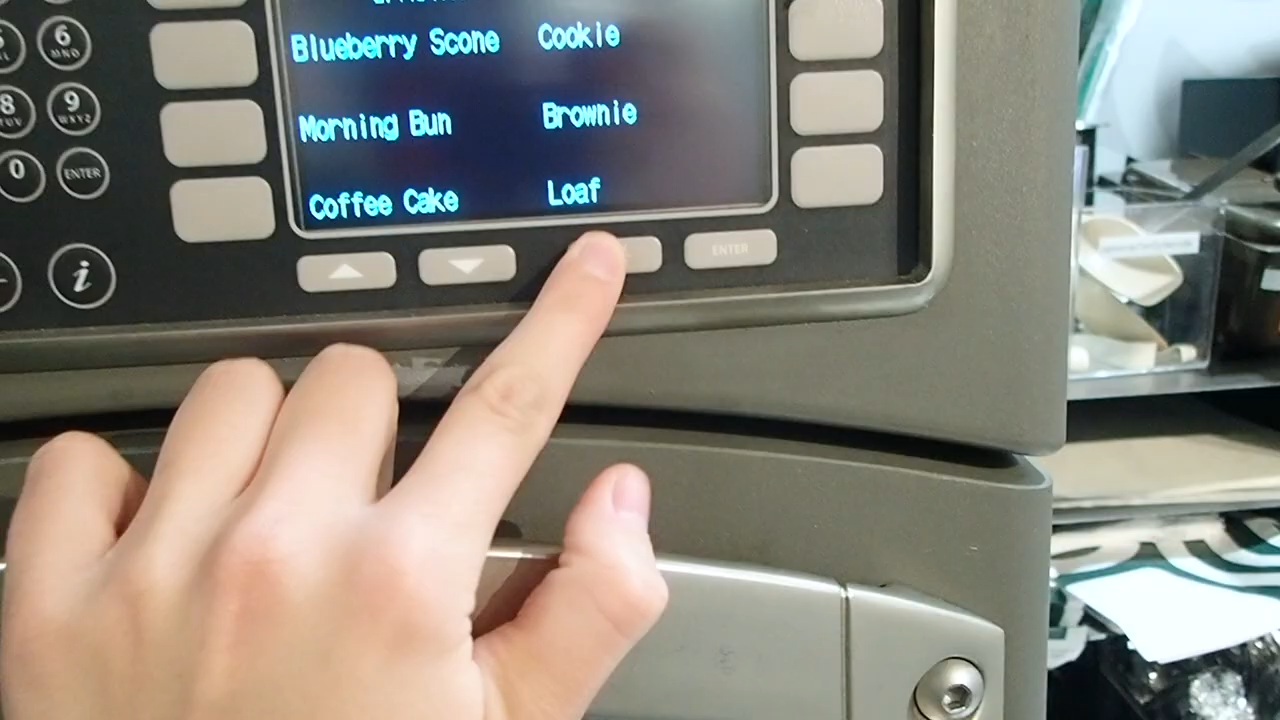 Blueberry Scone Cookie
Morning Bun Brownie
Coffee Cake Loaf
6
MNO
8
TUV
9
WXYZ
0
ENTER
i
ENTER